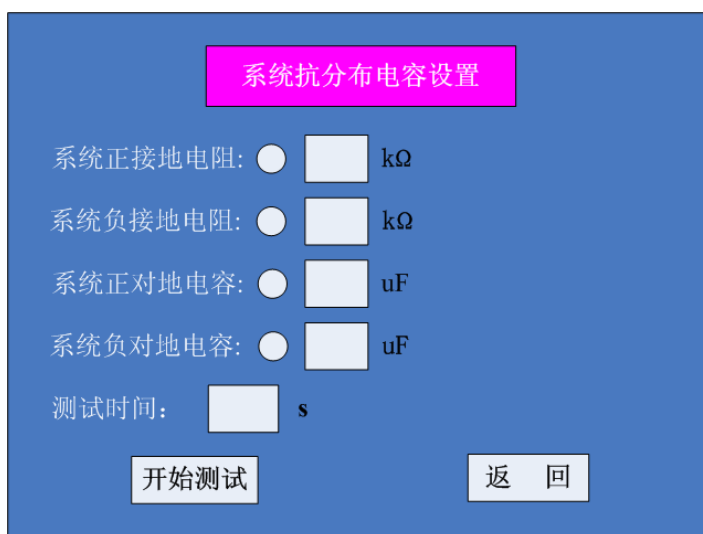 系统抗分布电容设置
系统正接地电阻: kΩ
系统负接地电阻: kΩ
系统正对地电容: uF
系统负对地电容: uF
测试时间： s
开始测试 返 回